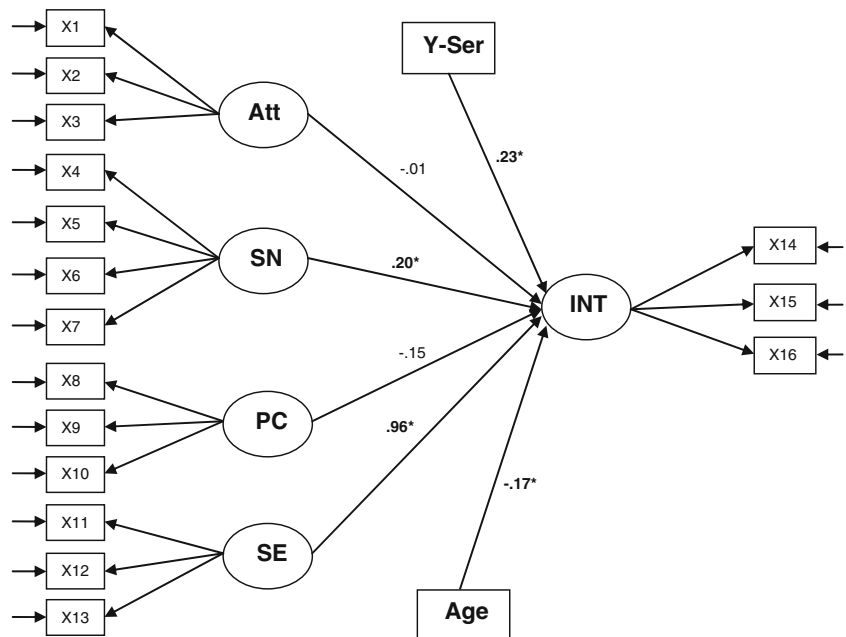 X1
X2
X3
X4
X5
X6
X7
X8
X9
X10
X11
X12
X13
Att
SN
PC
SE
Y-Ser
-.01
.23*
.20*
-.15
.96*
-.17*
INT
Age
X14
X15
X16